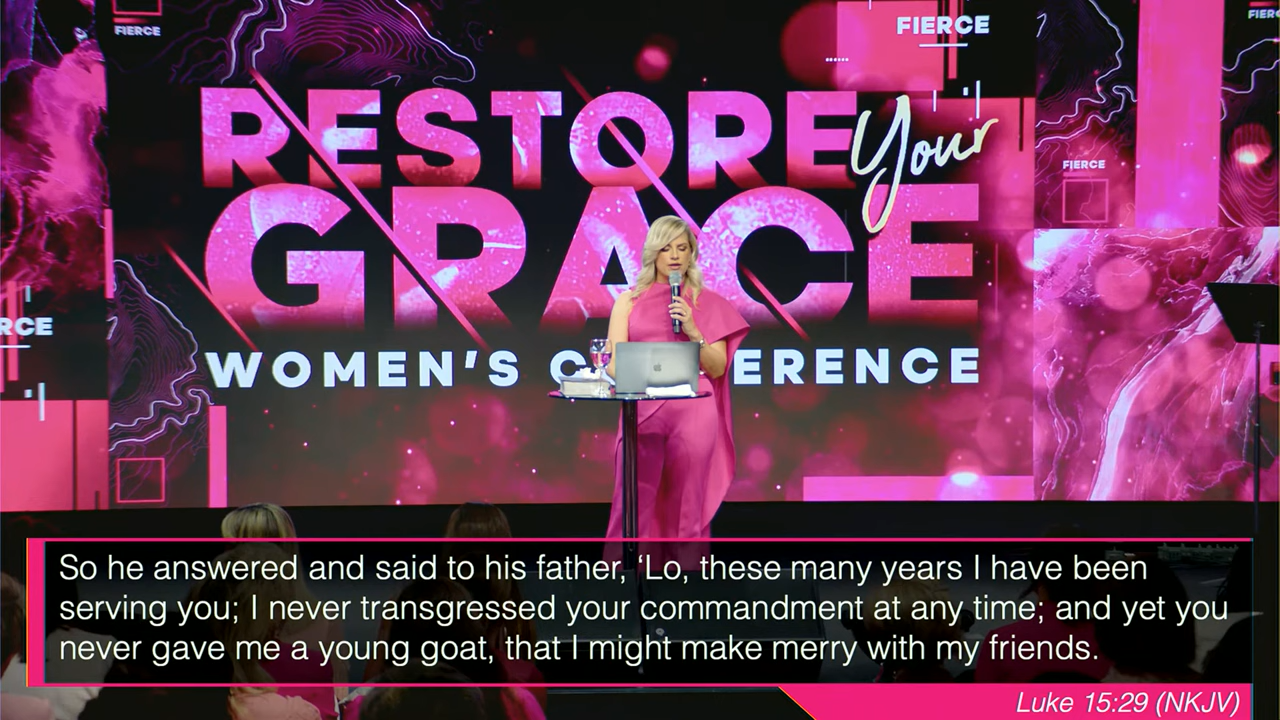 FIERCE
FIERCE
FIERCE
RESTORE Your
GRACE
FIERCE
RCE
WOMEN'S C ERENCE
So he answered and said to his father, ‘Lo, these many years I have been
serving you; I never transgressed your commandment at any time; and yet you
never gave me a young goat, that I might make merry with my friends.
Luke 15:29 (NKJV)